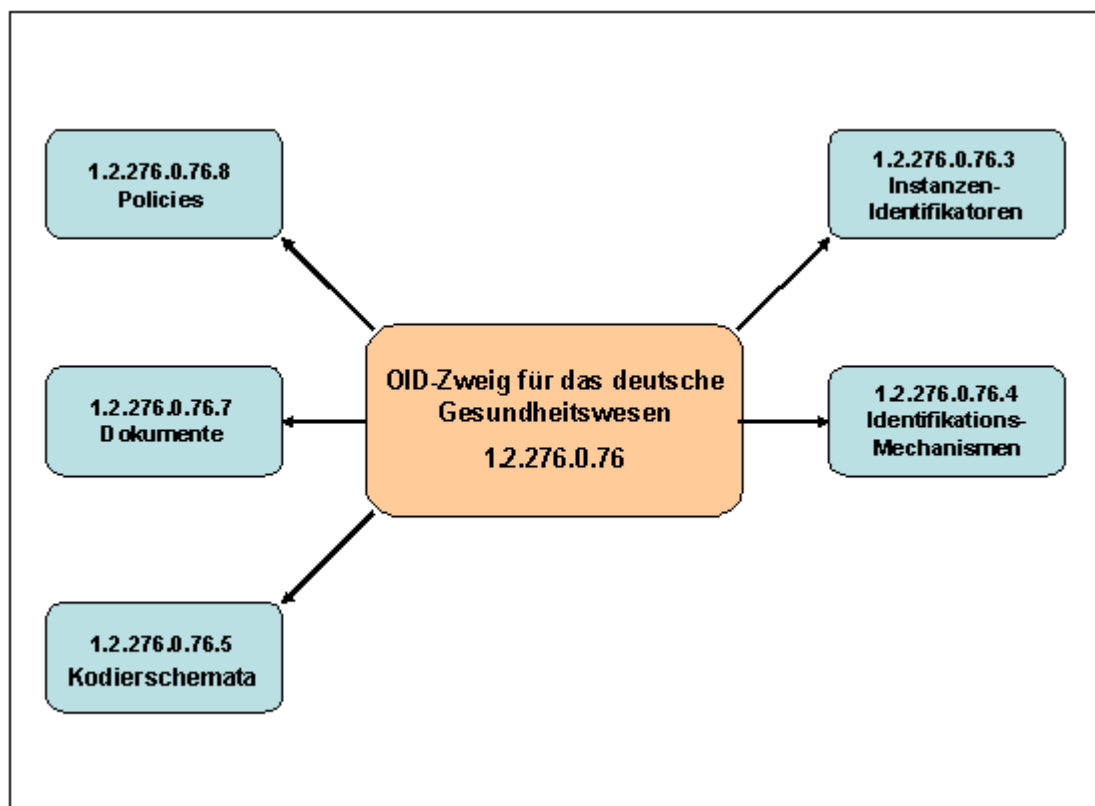 1.2.276.0.76.8
Policies
1.2.276.0.76.3
Instanzen-
Identifikatoren
OID-Zweig für das deutsche
Gesundheitswesen
1.2.276.0.76
1.2.276.0.76.7
Dokumente
1.2.276.0.76.4
Identifikations-
Mechanismen
1.2.276.0.76.5
Kodierschemata